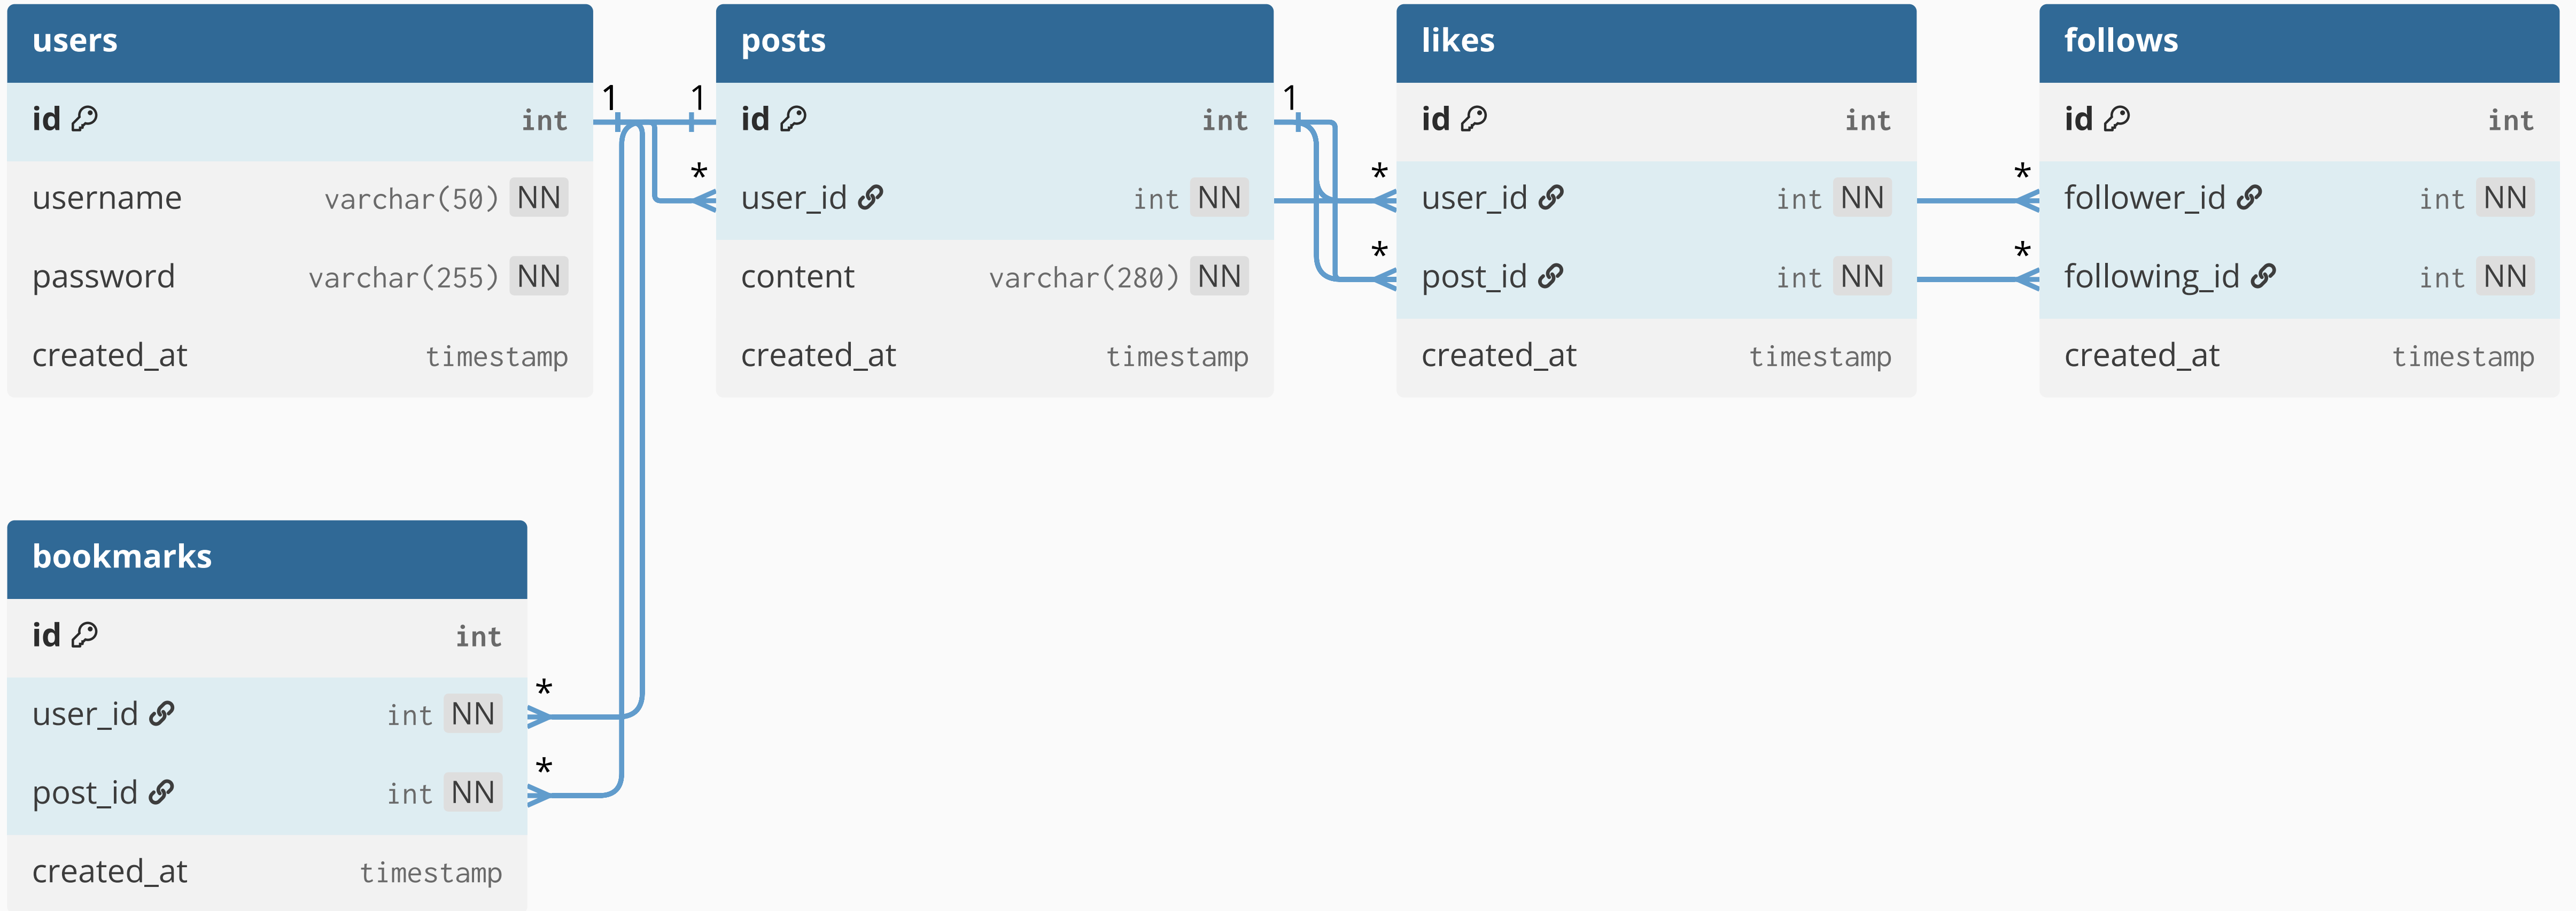 users
id int
username varchar(50) NN
password varchar(255) NN
created_at timestamp
1 1
*
posts
id int
user_id int NN
content varchar(280) NN
created_at timestamp
1
*
*
likes
id int
user_id int NN
post_id int NN
created_at timestamp
*
*
follows
id int
follower_id int NN
following_id int NN
created_at timestamp
bookmarks
id int
user_id int NN
post_id int NN
created_at timestamp
*
*